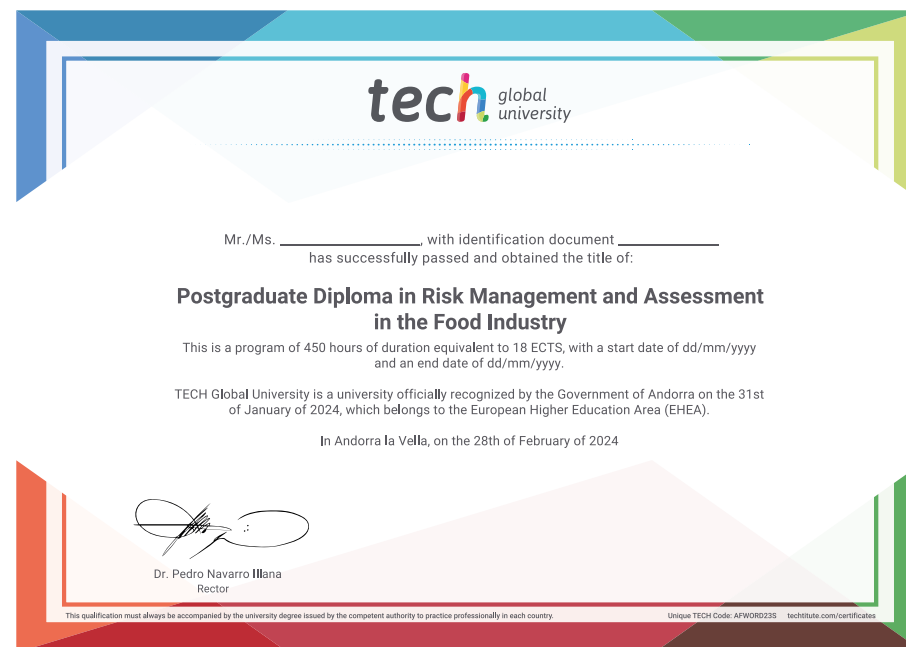 tech global
university
Mr./Ms. ____________, with identification document ____________
has successfully passed and obtained the title of:
Postgraduate Diploma in Risk Management and Assessment
in the Food Industry
This is a program of 450 hours of duration equivalent to 18 ECTS, with a start date of dd/mm/yyyy
and an end date of dd/mm/yyyy.
TECH Global University is a university officially recognized by the Government of Andorra on the 31st
of January of 2024, which belongs to the European Higher Education Area (EHEA).
In Andorra la Vella, on the 28th of February of 2024
Dr. Pedro Navarro Illana
Rector
This qualification must always be accompanied by the university degree issued by the competent authority to practice professionally in each country.
Unique TECH Code: AFWORD23S techtitute.com/certificates